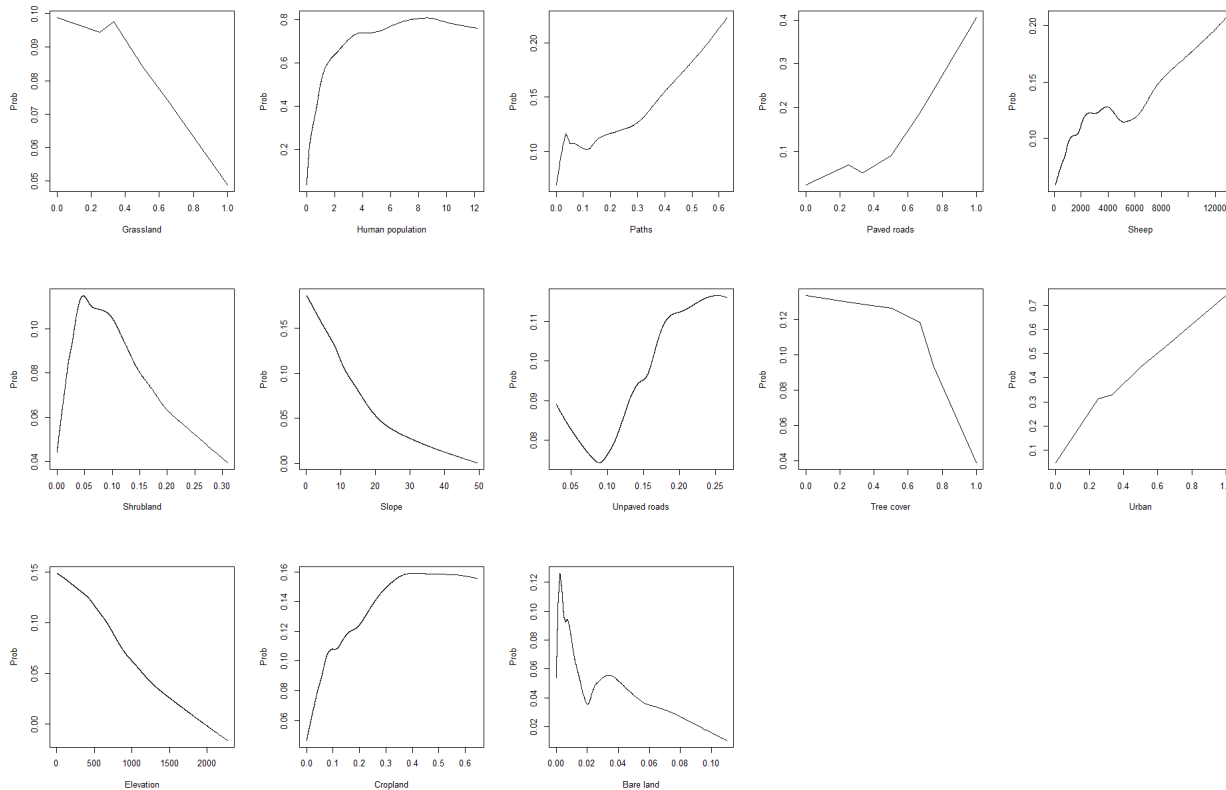 Prob
0.05 0.06 0.07 0.08 0.09 0.10
0.0 0.2 0.4 0.6 0.8 1.0
Grassland
Prob
0.2 0.4 0.6 0.8
0 2 4 6 8 10 12
Human population
Prob
0.10 0.15 0.20
0.0 0.1 0.2 0.3 0.4 0.5 0.6
Paths
Prob
0.1 0.2 0.3 0.4
0.0 0.2 0.4 0.6 0.8 1.0
Paved roads
Prob
0.10 0.15 0.20
0 2000 4000 6000 8000 12000
Sheep
Prob
0.04 0.06 0.08 0.10
0.00 0.05 0.10 0.15 0.20 0.25 0.30
Shrubland
Prob
0.00 0.05 0.10 0.15
0 10 20 30 40 50
Slope
Prob
0.08 0.09 0.10 0.11
0.05 0.10 0.15 0.20 0.25
Unpaved roads
Prob
0.04 0.06 0.08 0.10 0.12
0.0 0.2 0.4 0.6 0.8 1.0
Tree cover
Prob
0.1 0.2 0.3 0.4 0.5 0.6 0.7
0.0 0.2 0.4 0.6 0.8 1.0
Urban
Prob
0.00 0.05 0.10 0.15
0 500 1000 1500 2000
Elevation
Prob
0.06 0.08 0.10 0.12 0.14 0.16
0.0 0.1 0.2 0.3 0.4 0.5 0.6
Cropland
Prob
0.02 0.04 0.06 0.08 0.10 0.12
0.00 0.02 0.04 0.06 0.08 0.10
Bare land